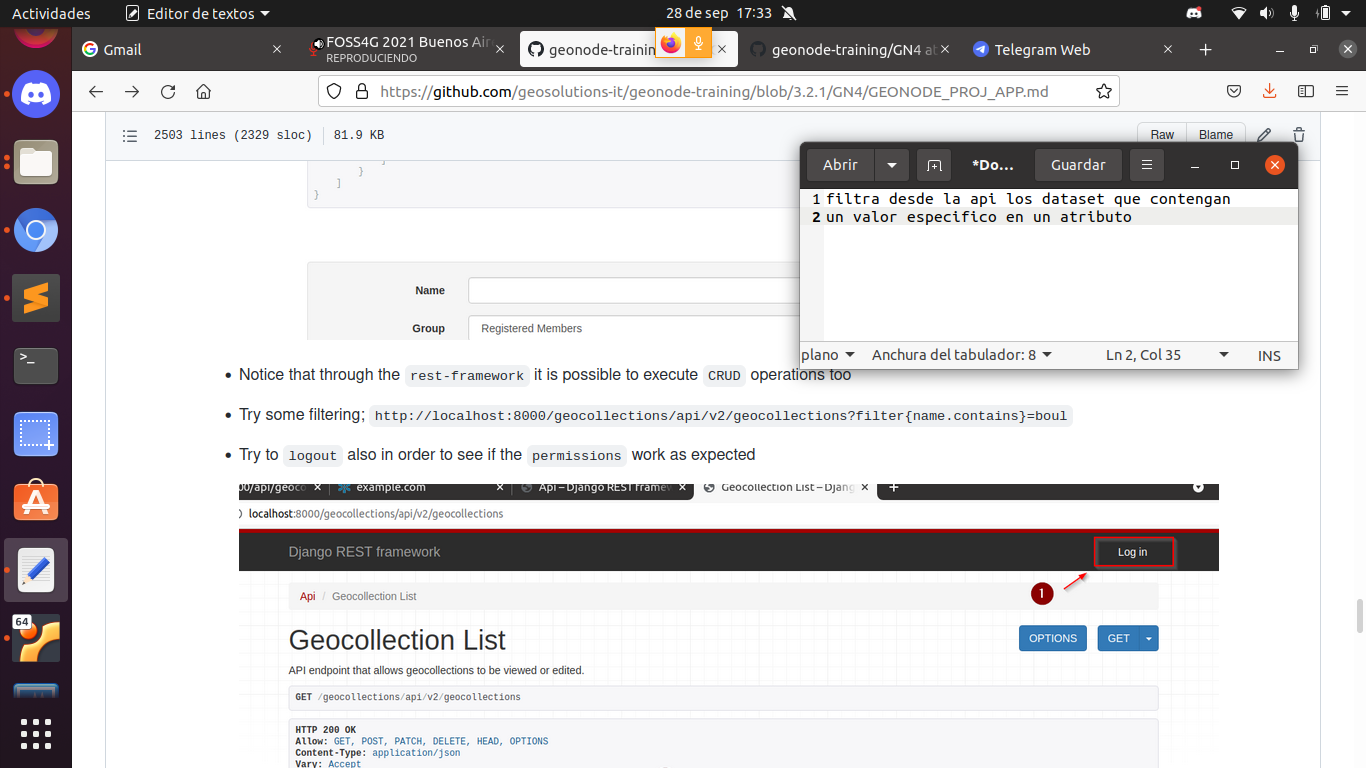 Actividades
Editor de textos
28 de sep 17:33
Gmail
FOSS4G 2021 Buenos Air
REPRODUCIENDO
geonode-trainin
geonode-training/GN4 at
Telegram Web
https://github.com/geosolutions-it/geonode-training/blob/3.2.1/GN4/GEONODE_PROJ_APP.md
2503 lines (2329 sloc)
81.9 KB
Raw
Blame
]
}
]
}
Abrir
*Do...
Guardar
1 filtra desde la api los dataset que contengan
2 un valor especifico en un atributo
plano
Anchura del tabulador: 8
Ln 2, Col 35
INS
Name
Group
Registered Members
• Notice that through the rest-framework it is possible to execute CRUD operations too
• Try some filtering; http://localhost:8000/geocollections/api/v2/geocollections?filter{name.contains}=boul
• Try to logout also in order to see if the permissions work as expected
00/api/geoco
example.com
Api – Django REST framew
Geocollection List – Djang
localhost:8000/geocollections/api/v2/geocollections
Django REST framework
Log in
1
Api / Geocollection List
Geocollection List
OPTIONS
GET
API endpoint that allows geocollections to be viewed or edited.
GET /geocollections/api/v2/geocollections
HTTP 200 OK
Allow: GET, POST, PATCH, DELETE, HEAD, OPTIONS
Content-Type: application/json
Vary: Accept
>_
64